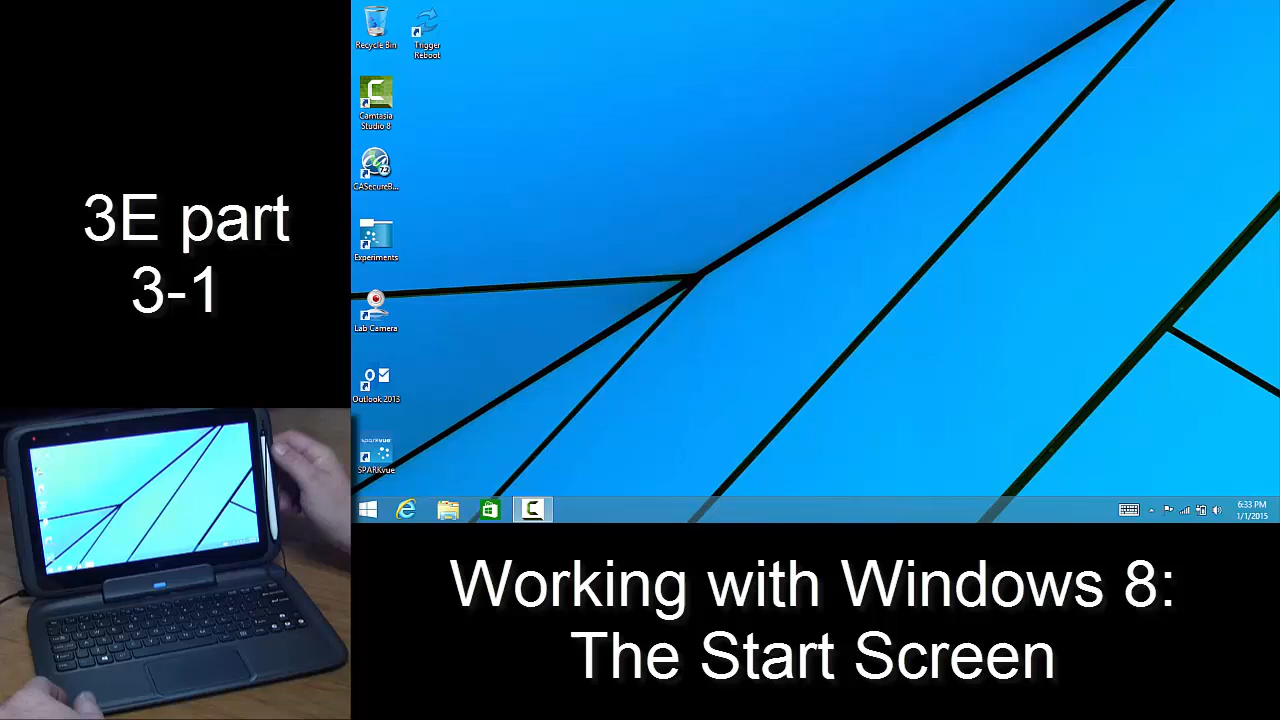 Recycle Bin
Trigger
Reboot
Camtasia
Studio 8
CASecureB...
Experiments
Lab Camera
Outlook 2013
sparkvue
SPARKvue
3E part
3-1
6:33 PM
1/1/2015
Working with Windows 8:
The Start Screen